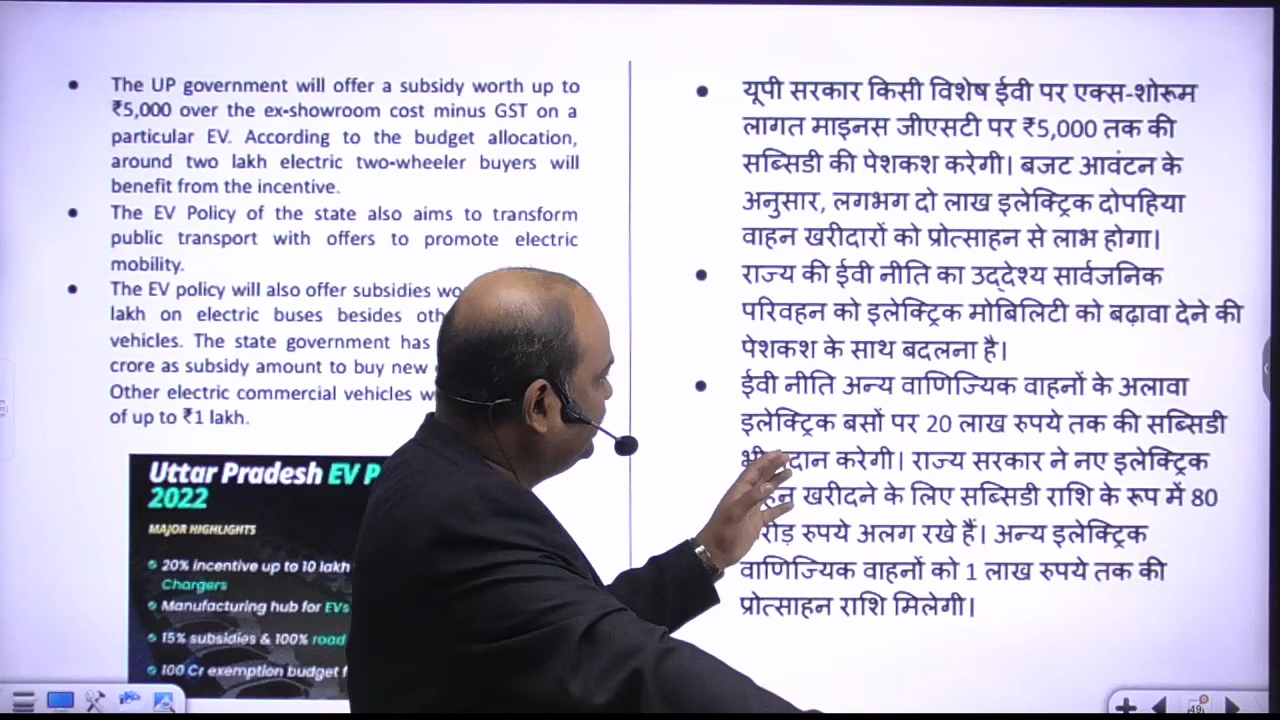 The UP government will offer a subsidy worth up to
₹5,000 over the ex-showroom cost minus GST on a
particular EV. According to the budget allocation,
around two lakh electric two-wheeler buyers will
benefit from the incentive.
The EV Policy of the state also aims to transform
public transport with offers to promote electric
mobility.
The EV policy will also offer subsidies
lakh on electric buses besides
vehicles. The state government has
crore as subsidy amount to buy new
Other electric commercial vehicles
of up to ₹1 lakh.
Uttar Pradesh EV
2022
MAJOR HIGHLIGHTS
20% incentive up to 10 lakh
Chargers
Manufacturing hub for EVs
15% subsidies & 100% road
100 Cr exemption budget
यूपी सरकार किसी विशेष ईवी पर एक्स-शोरूम
लागत माइनस जीएसटी पर ₹5,000 तक की
सब्सिडी की पेशकश करेगी। बजट आवंटन के
अनुसार, लगभग दो लाख इलेक्ट्रिक दोपहिया
वाहन खरीदारों को प्रोत्साहन से लाभ होगा।
राज्य की ईवी नीति का उद्देश्य सार्वजनिक
परिवहन को इलेक्ट्रिक मोबिलिटी को बढ़ावा देने की
पेशकश के साथ बदलना है।
ईवी नीति अन्य वाणिज्यिक वाहनों के अलावा
इलेक्ट्रिक बसों पर 20 लाख रुपये तक की सब्सिडी
भी करेगी। राज्य सरकार ने नए इलेक्ट्रिक
खरीदने के लिए सब्सिडी राशि के रूप में 80
रुपये अलग रखे हैं। अन्य इलेक्ट्रिक
वाणिज्यिक वाहनों को 1 लाख रुपये तक की
प्रोत्साहन राशि मिलेगी।
49